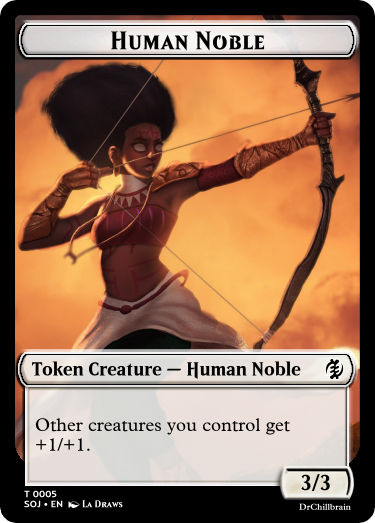 Human Noble
Token Creature — Human Noble
Other creatures you control get
+1/+1.
3/3
T 0005
SOJ • EN La Draws
DrChillbrain